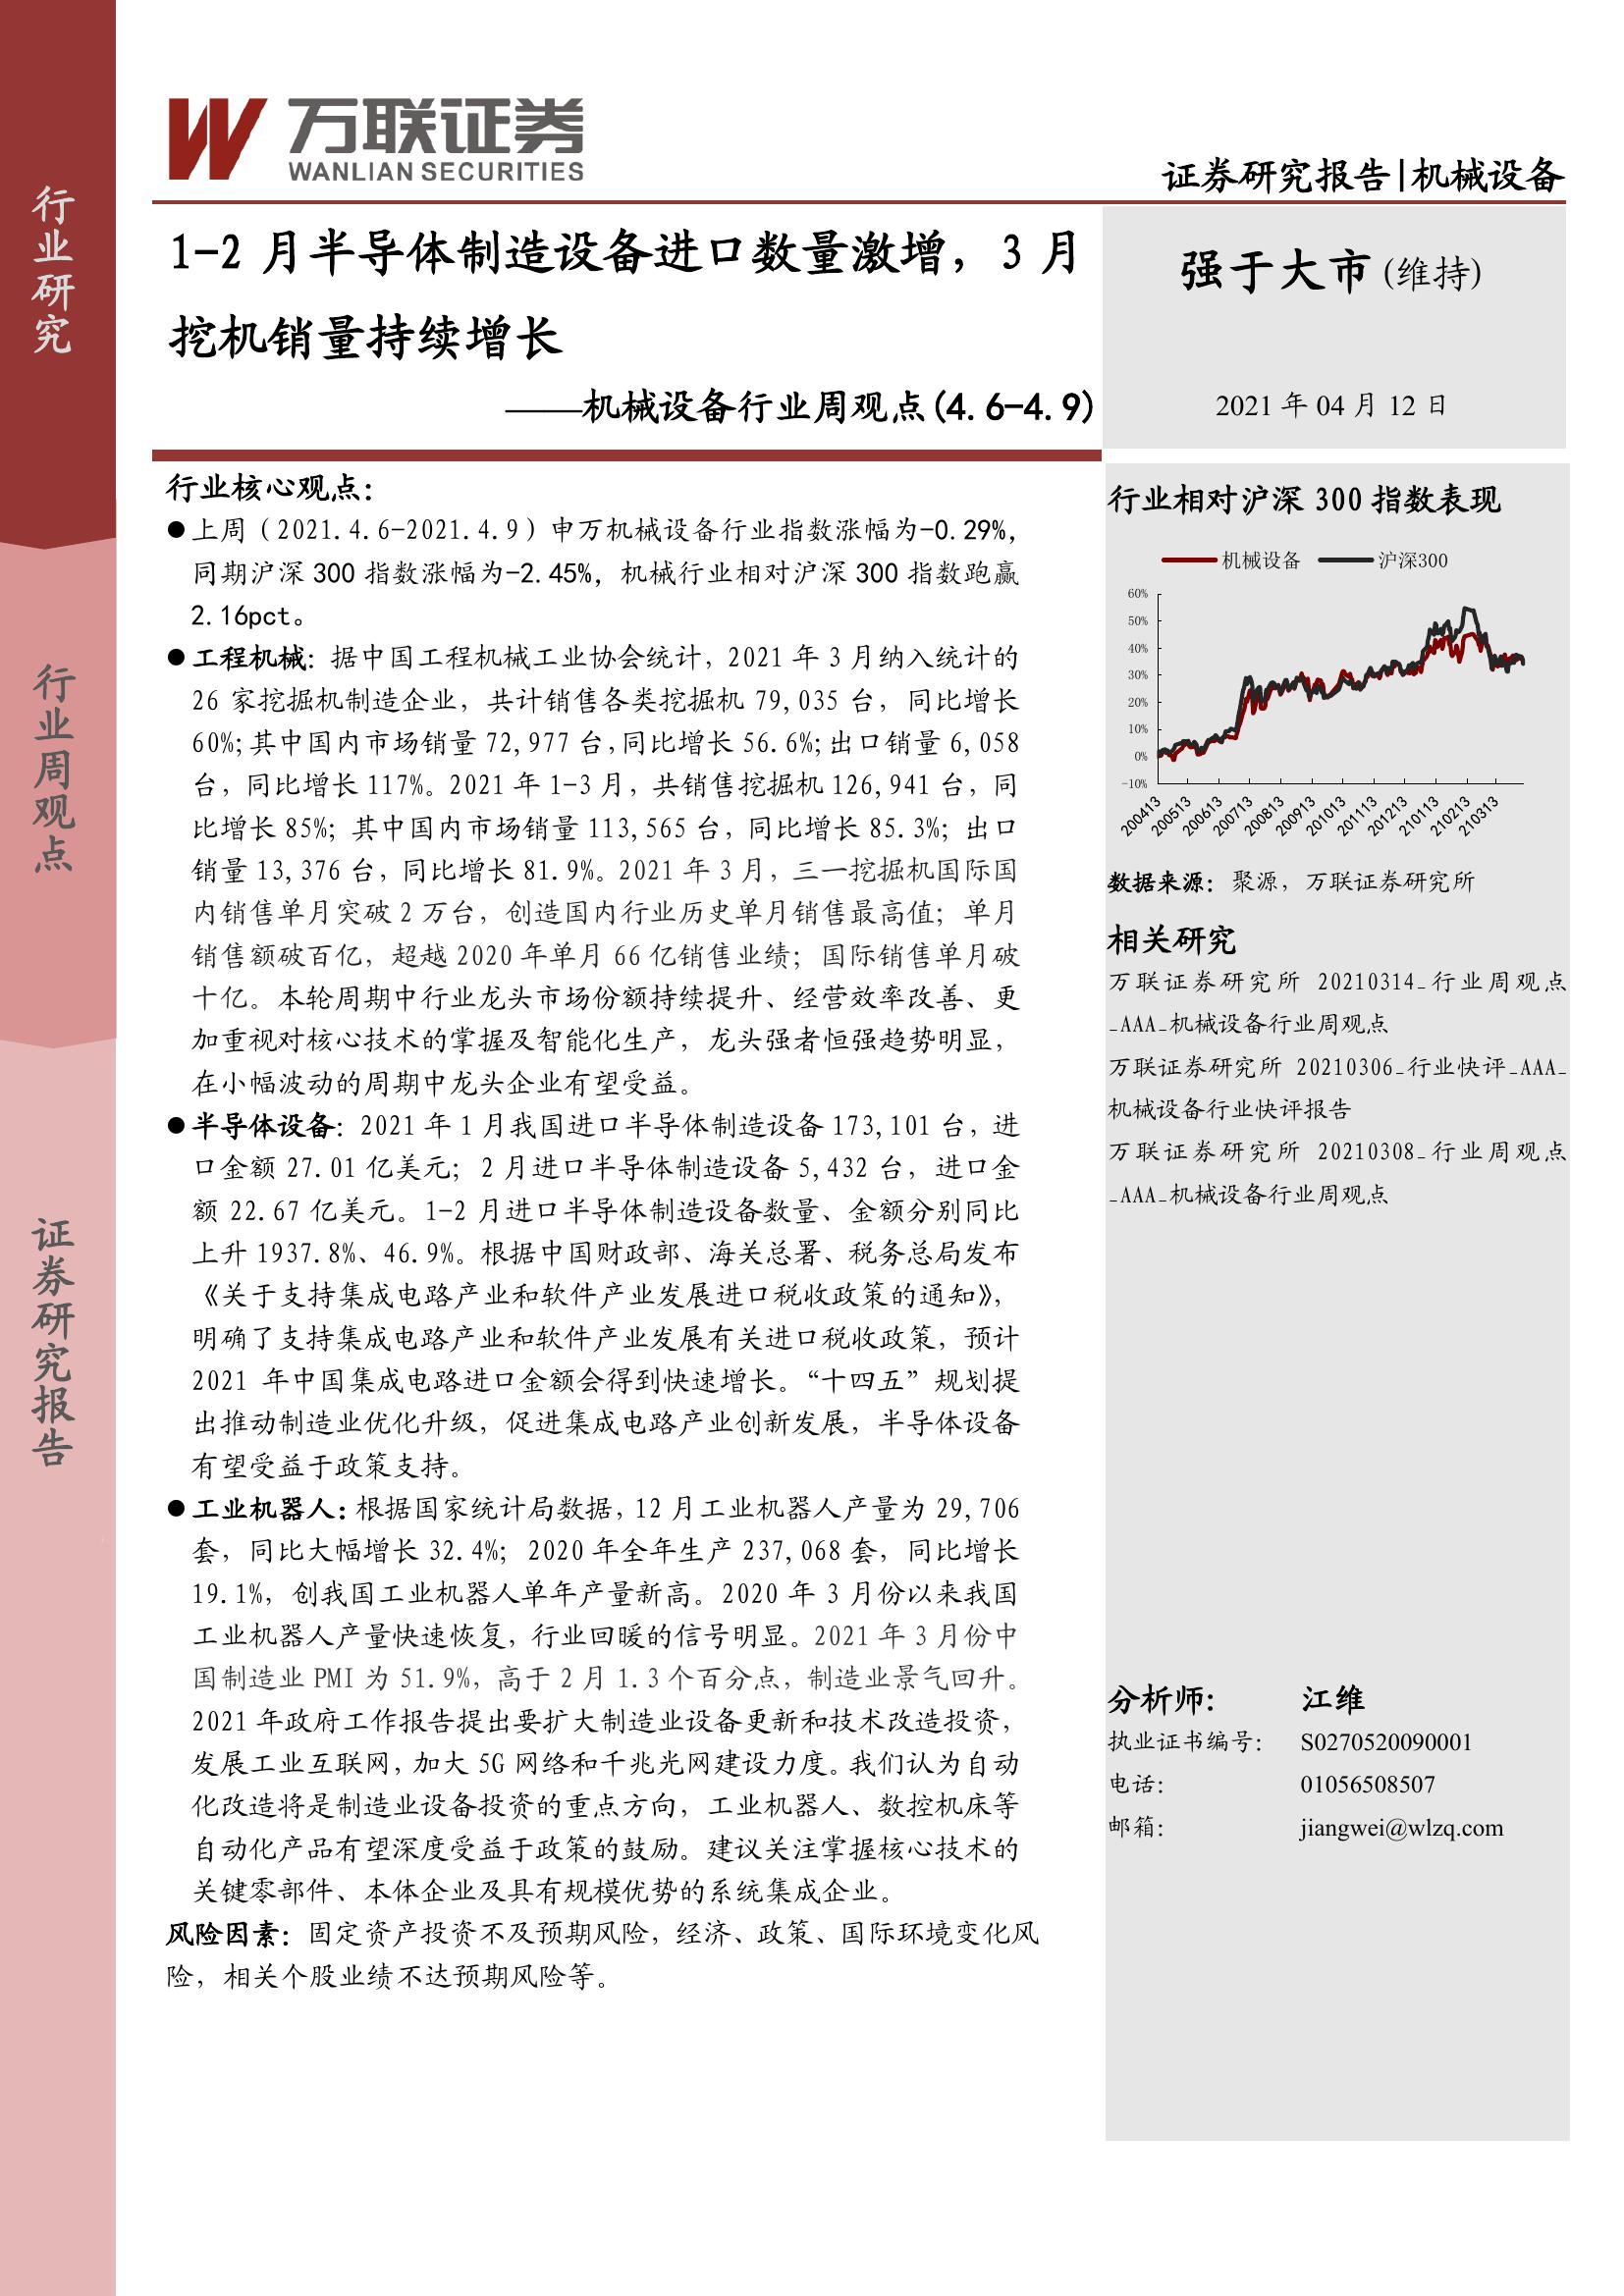 行业研究
行业周观点
证券研究报告
万联证券
WANLIAN SECURITIES
证券研究报告|机械设备
1-2 月半导体制造设备进口数量激增，3 月
挖机销量持续增长
——机械设备行业周观点(4.6-4.9)
强于大市(维持)
2021 年 04 月 12 日
行业核心观点：
●上周（2021.4.6-2021.4.9）申万机械设备行业指数涨幅为-0.29%，
同期沪深 300 指数涨幅为-2.45%，机械行业相对沪深 300 指数跑赢
2.16pct。
●工程机械：据中国工程机械工业协会统计，2021 年 3 月纳入统计的
26 家挖掘机制造企业，共计销售各类挖掘机 79,035 台，同比增长
60%；其中国内市场销量 72,977 台，同比增长 56.6%；出口销量 6,058
台，同比增长 117%。2021 年 1-3 月，共销售挖掘机 126,941 台，同
比增长 85%；其中国内市场销量 113,565 台，同比增长 85.3%；出口
销量 13,376 台，同比增长 81.9%。2021 年 3 月，三一挖掘机国际国
内销售单月突破 2 万台，创造国内行业历史单月销售最高值；单月
销售额破百亿，超越 2020 年单月 66 亿销售业绩；国际销售单月破
十亿。本轮周期中行业龙头市场份额持续提升、经营效率改善、更
加重视对核心技术的掌握及智能化生产，龙头强者恒强趋势明显，
在小幅波动的周期中龙头企业有望受益。
●半导体设备：2021 年 1 月我国进口半导体制造设备 173,101 台，进
口金额 27.01 亿美元；2 月进口半导体制造设备 5,432 台，进口金
额 22.67 亿美元。1-2 月进口半导体制造设备数量、金额分别同比
上升 1937.8%、46.9%。根据中国财政部、海关总署、税务总局发布
《关于支持集成电路产业和软件产业发展进口税收政策的通知》，
明确了支持集成电路产业和软件产业发展有关进口税收政策，预计
2021 年中国集成电路进口金额会得到快速增长。“十四五”规划提
出推动制造业优化升级，促进集成电路产业创新发展，半导体设备
有望受益于政策支持。
●工业机器人：根据国家统计局数据，12 月工业机器人产量为 29,706
套，同比大幅增长 32.4%；2020 年全年生产 237,068 套，同比增长
19.1%，创我国工业机器人单年产量新高。2020 年 3 月份以来我国
工业机器人产量快速恢复，行业回暖的信号明显。2021 年 3 月份中
国制造业 PMI 为 51.9%，高于 2 月 1.3 个百分点，制造业景气回升。
2021 年政府工作报告提出要扩大制造业设备更新和技术改造投资，
发展工业互联网，加大 5G 网络和千兆光网建设力度。我们认为自动
化改造将是制造业设备投资的重点方向，工业机器人、数控机床等
自动化产品有望深度受益于政策的鼓励。建议关注掌握核心技术的
关键零部件、本体企业及具有规模优势的系统集成企业。
风险因素：固定资产投资不及预期风险，经济、政策、国际环境变化风
险，相关个股业绩不达预期风险等。
行业相对沪深 300 指数表现
机械设备 沪深300
60%
50%
40%
30%
20%
10%
0%
-10%
200413 200513 200613 200713 200813 200913 201013 201113 201213 210113 210213 210313
数据来源：聚源，万联证券研究所
相关研究
万联证券研究所 20210314_行业周观点
_AAA_机械设备行业周观点
万联证券研究所 20210306_行业快评_AAA_
机械设备行业快评报告
万联证券研究所 20210308_行业周观点
_AAA_机械设备行业周观点
分析师: 江维
执业证书编号： S0270520090001
电话： 01056508507
邮箱： jiangwei@wlzq.com